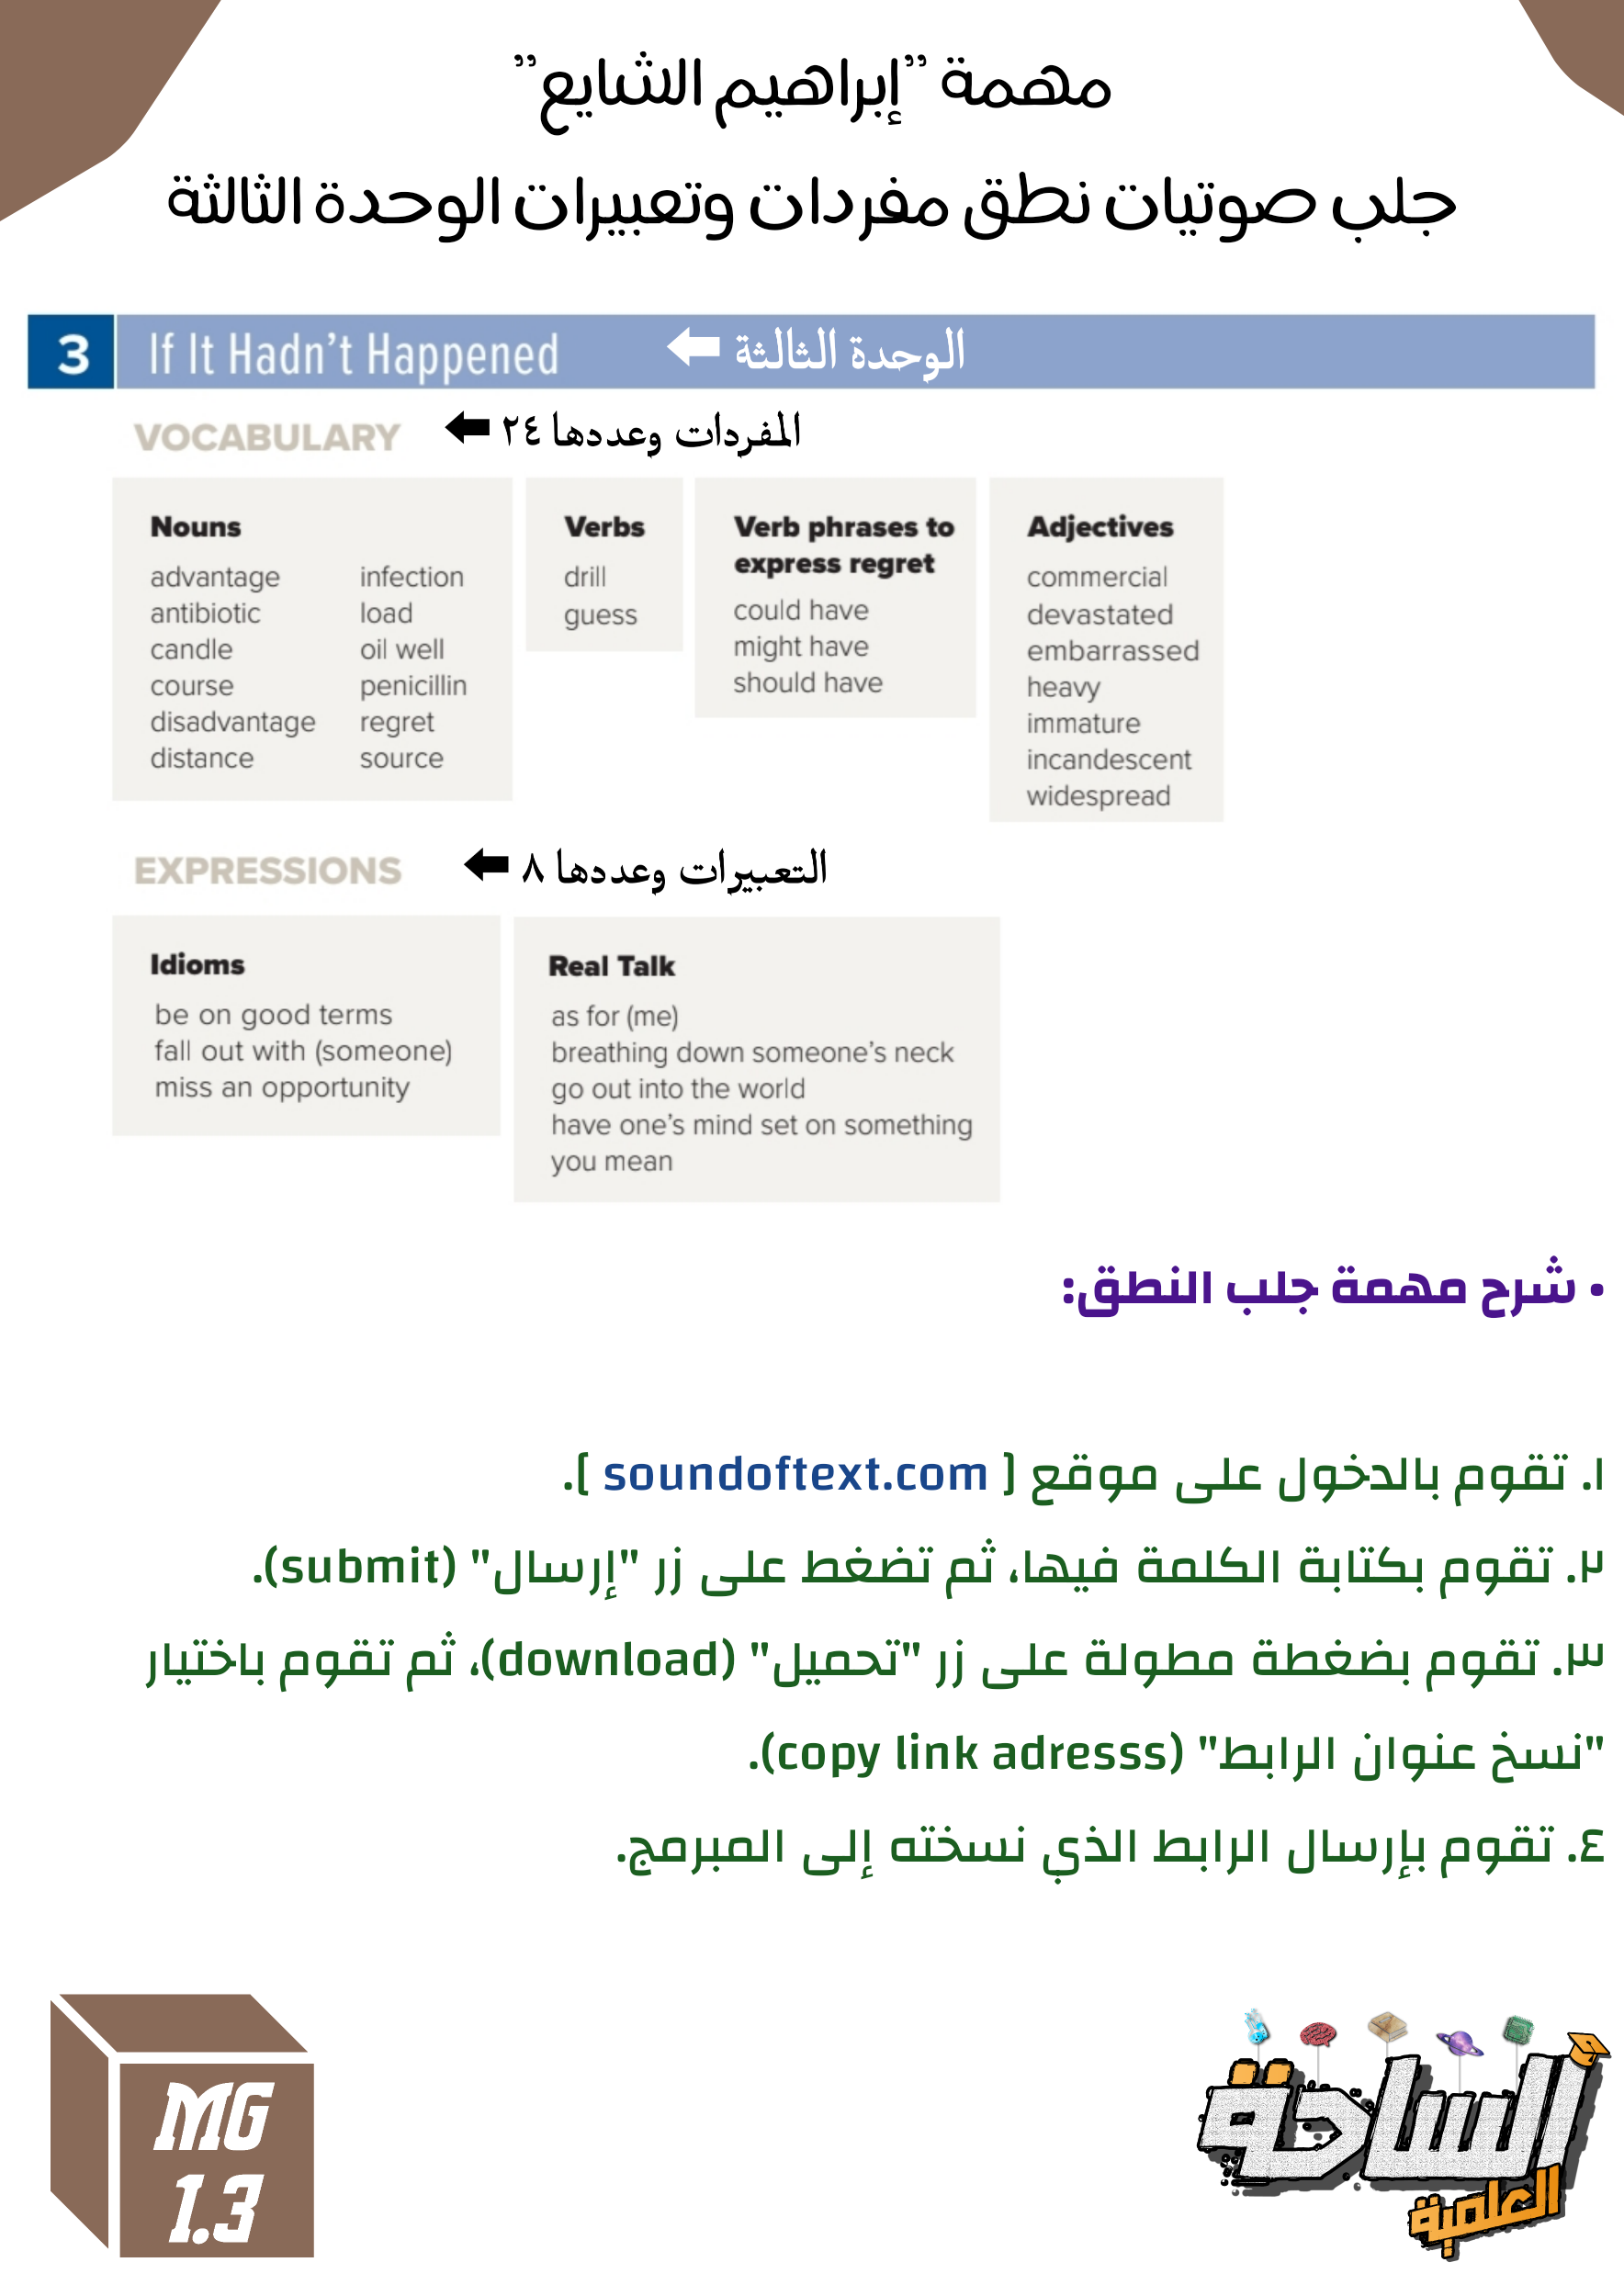 مهمة "إبراهيم الشايع"
جلب صوتيات نطق مفردات وتعبيرات الوحدة الثالثة
3 If It Hadn't Happened الوحدة الثالثة
VOCABULARY المفردات وعددها ٢٤
Nouns
advantage
antibiotic
candle
course
disadvantage
distance
infection
load
oil well
penicillin
regret
source
Verbs
drill
guess
Verb phrases to
express regret
could have
might have
should have
Adjectives
commercial
devastated
embarrassed
heavy
immature
incandescent
widespread
EXPRESSIONS التعبيرات وعددها ٨
Idioms
be on good terms
fall out with (someone)
miss an opportunity
Real Talk
as for (me)
breathing down someone's neck
go out into the world
have one's mind set on something
you mean
• شرح مهمة جلب النطق:
١. تقوم بالدخول على موقع [ soundoftext.com ].
٢. تقوم بكتابة الكلمة فيها، ثم تضغط على زر "إرسال" (submit).
٣. تقوم بضغطة مطولة على زر "تحميل" (download)، ثم تقوم باختيار
"نسخ عنوان الرابط" (copy link adresss).
٤. تقوم بإرسال الرابط الذي نسخته إلى المبرمج.
MG
1.3
الساحة
العلمية